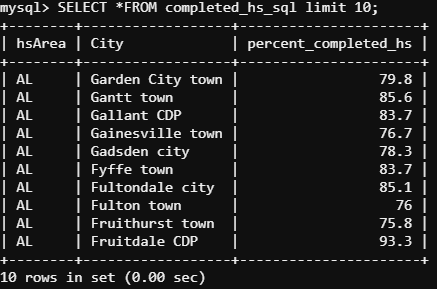 mysql> SELECT *FROM completed_hs_sql limit 10;
+--------+------------------+----------------------+
| hsArea | City             | percent_completed_hs |
+--------+------------------+----------------------+
| AL     | Garden City town |                 79.8 |
| AL     | Gantt town       |                 85.6 |
| AL     | Gallant CDP      |                 83.7 |
| AL     | Gainesville town |                 76.7 |
| AL     | Gadsden city     |                 78.3 |
| AL     | Fyffe town       |                 83.7 |
| AL     | Fultondale city  |                 85.1 |
| AL     | Fulton town      |                   76 |
| AL     | Fruithurst town  |                 75.8 |
| AL     | Fruitdale CDP    |                 93.3 |
+--------+------------------+----------------------+
10 rows in set (0.00 sec)